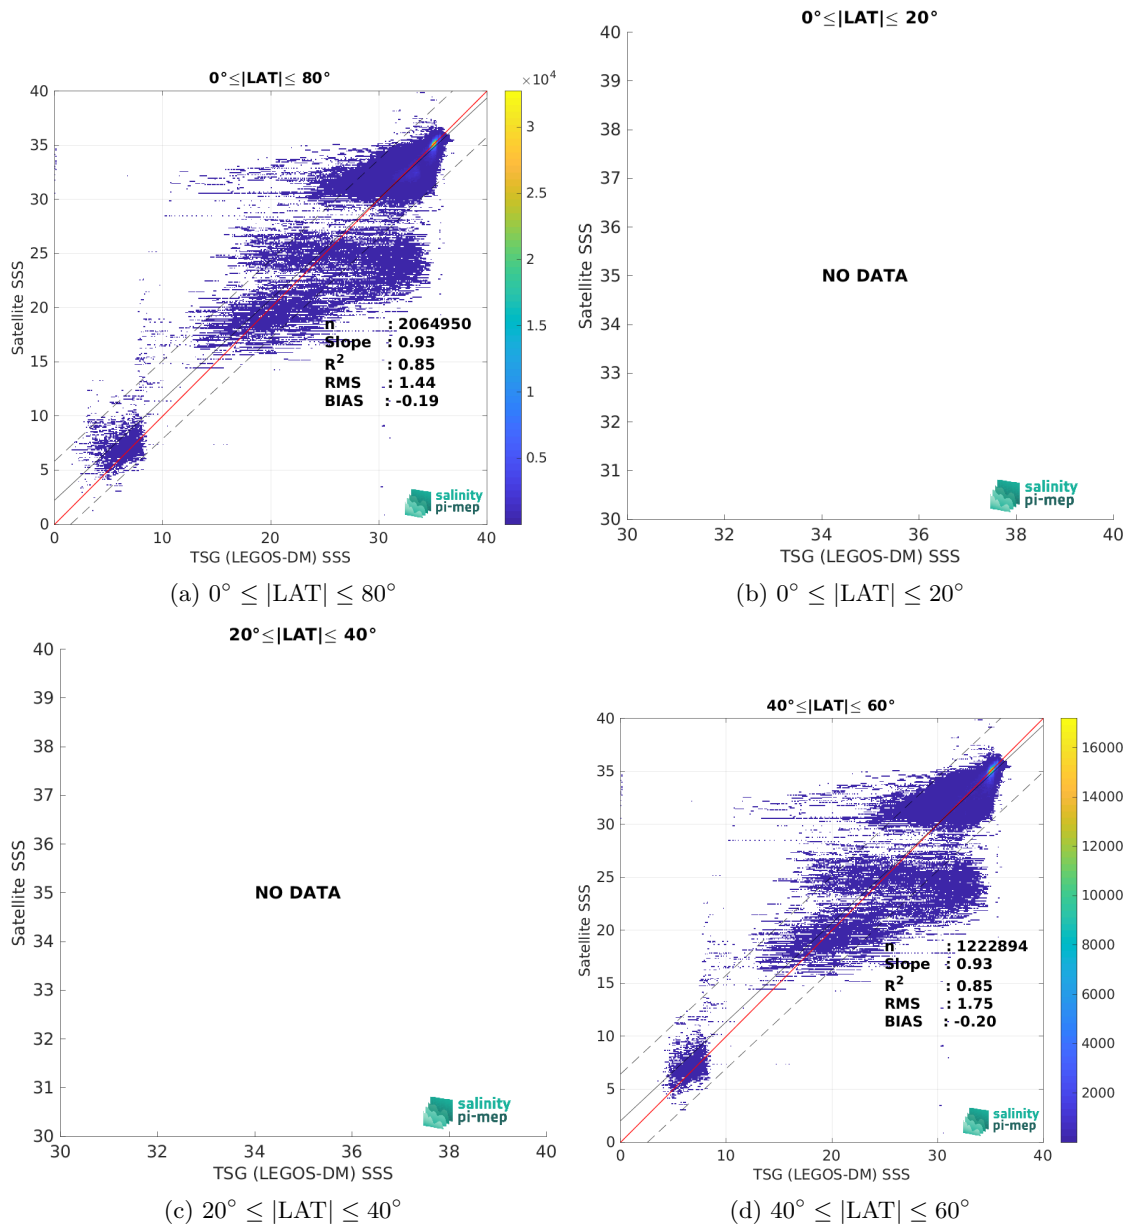 0°≤|LAT|≤ 80°
×10⁴
Satellite SSS
40
35
30
25
20
15
10
5
0
0 10 20 30 40
TSG (LEGOS-DM) SSS
n : 2064950
Slope : 0.93
R² : 0.85
RMS : 1.44
BIAS : -0.19
3
2.5
2
1.5
1
0.5
salinity
pi-mep
(a) 0° ≤ |LAT| ≤ 80°
0°≤|LAT|≤ 20°
Satellite SSS
40
39
38
37
36
35
34
33
32
31
30
NO DATA
30 32 34 36 38 40
TSG (LEGOS-DM) SSS
salinity
pi-mep
(b) 0° ≤ |LAT| ≤ 20°
20°≤|LAT|≤ 40°
Satellite SSS
40
39
38
37
36
35
34
33
32
31
30
NO DATA
30 32 34 36 38 40
TSG (LEGOS-DM) SSS
salinity
pi-mep
(c) 20° ≤ |LAT| ≤ 40°
40°≤|LAT|≤ 60°
Satellite SSS
40
35
30
25
20
15
10
5
0
0 10 20 30 40
TSG (LEGOS-DM) SSS
n : 1222894
Slope : 0.93
R² : 0.85
RMS : 1.75
BIAS : -0.20
16000
14000
12000
10000
8000
6000
4000
2000
salinity
pi-mep
(d) 40° ≤ |LAT| ≤ 60°